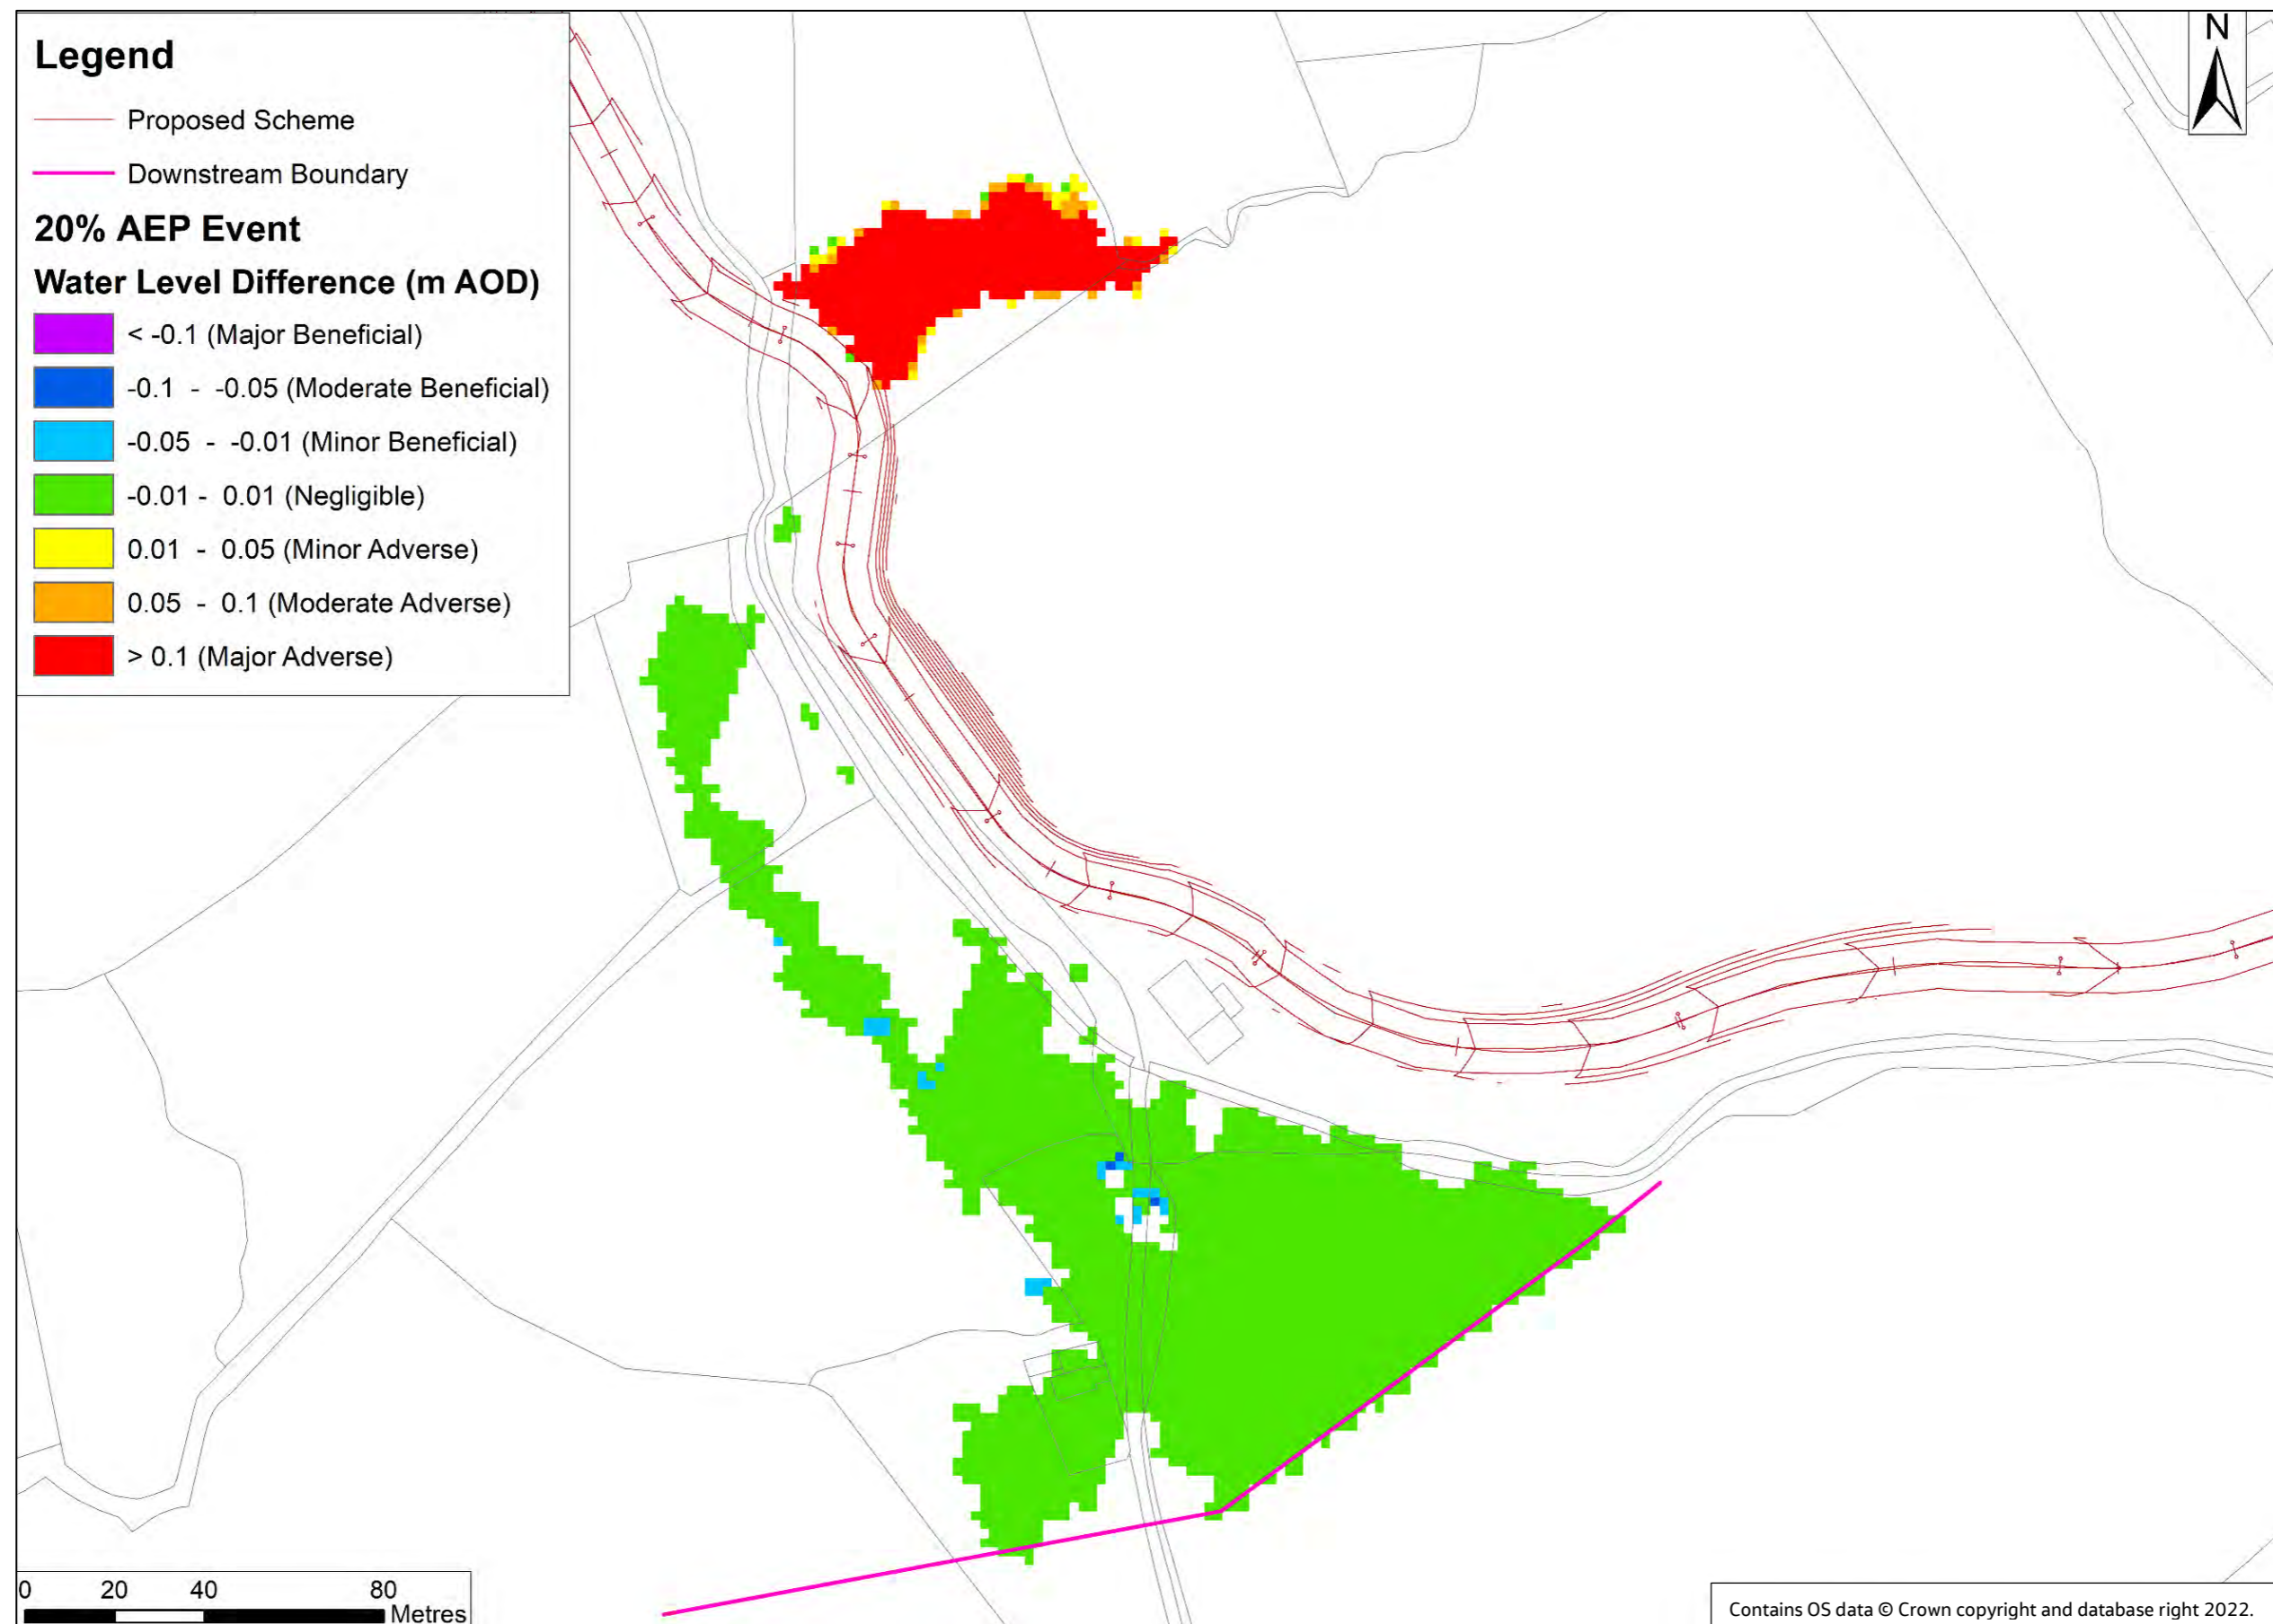 Legend
Proposed Scheme
Downstream Boundary
20% AEP Event
Water Level Difference (m AOD)
< -0.1 (Major Beneficial)
-0.1 - -0.05 (Moderate Beneficial)
-0.05 - -0.01 (Minor Beneficial)
-0.01 - 0.01 (Negligible)
0.01 - 0.05 (Minor Adverse)
0.05 - 0.1 (Moderate Adverse)
> 0.1 (Major Adverse)
N
0 20 40 80
Metres
Contains OS data © Crown copyright and database right 2022.